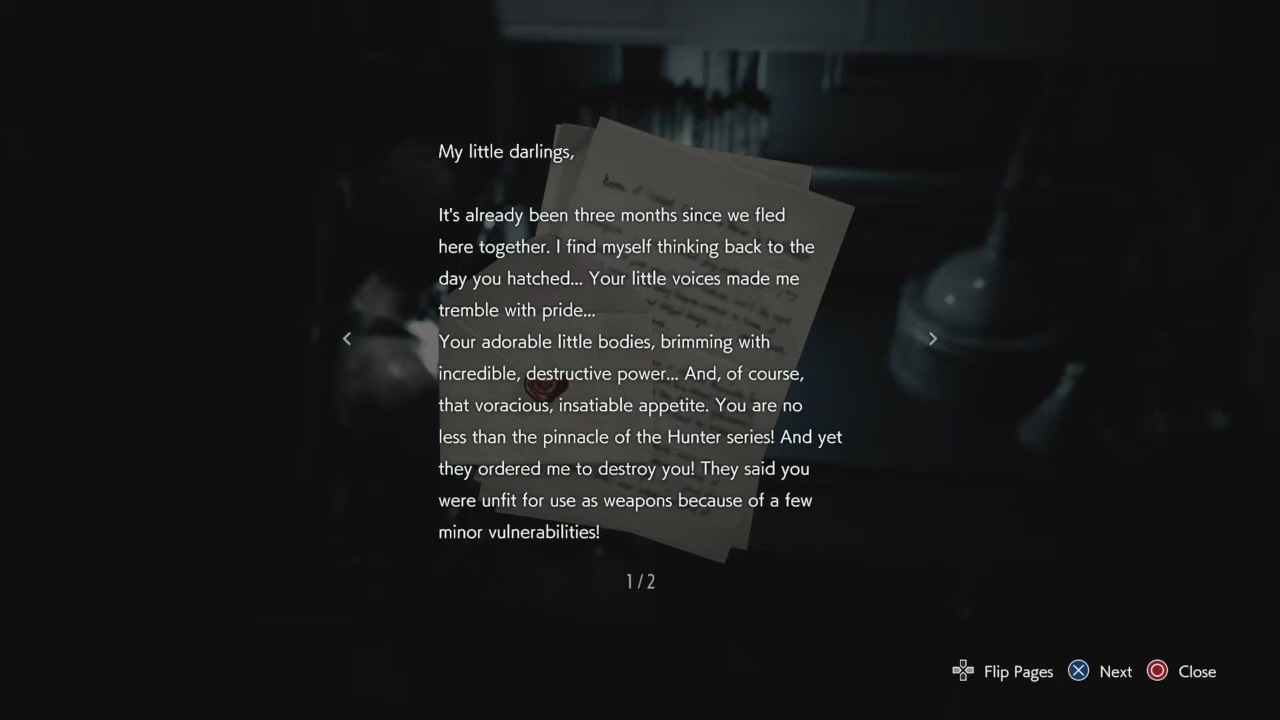 My little darlings,
It's already been three months since we fled
here together. I find myself thinking back to the
day you hatched... Your little voices made me
tremble with pride...
Your adorable little bodies, brimming with
incredible, destructive power... And, of course,
that voracious, insatiable appetite. You are no
less than the pinnacle of the Hunter series! And yet
they ordered me to destroy you! They said you
were unfit for use as weapons because of a few
minor vulnerabilities!
1/2
Flip Pages Next Close